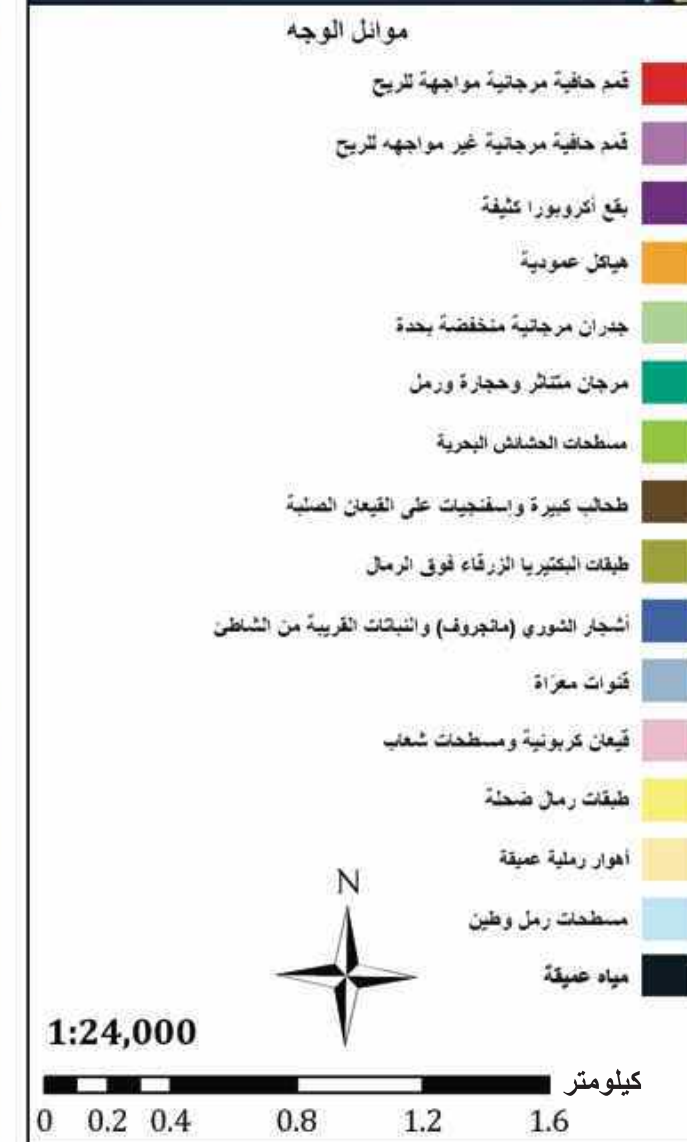 موائل الوجه
قمم حافية مرجانية مواجهة للريح
قمم حافية مرجانية غير مواجهه للريح
بقع أكروبورا كثيفة
هياكل عمودية
جدران مرجانية منخفضة بحدة
مرجان متناثر وحجارة ورمل
مسطحات الحشائش البحرية
طحالب كبيرة وإسفنجيات على القيعان الصلبة
طبقات البكتيريا الزرقاء فوق الرمال
أشجار الشوري (مانجروف) والنباتات القريبة من الشاطئ
قنوات معرّاة
قيعان كربونية ومسطحات شعاب
طبقات رمال ضحلة
أهوار رملية عميقة
مسطحات رمل وطين
مياه عميقة
N
1:24,000
كيلومتر
0 0.2 0.4 0.8 1.2 1.6